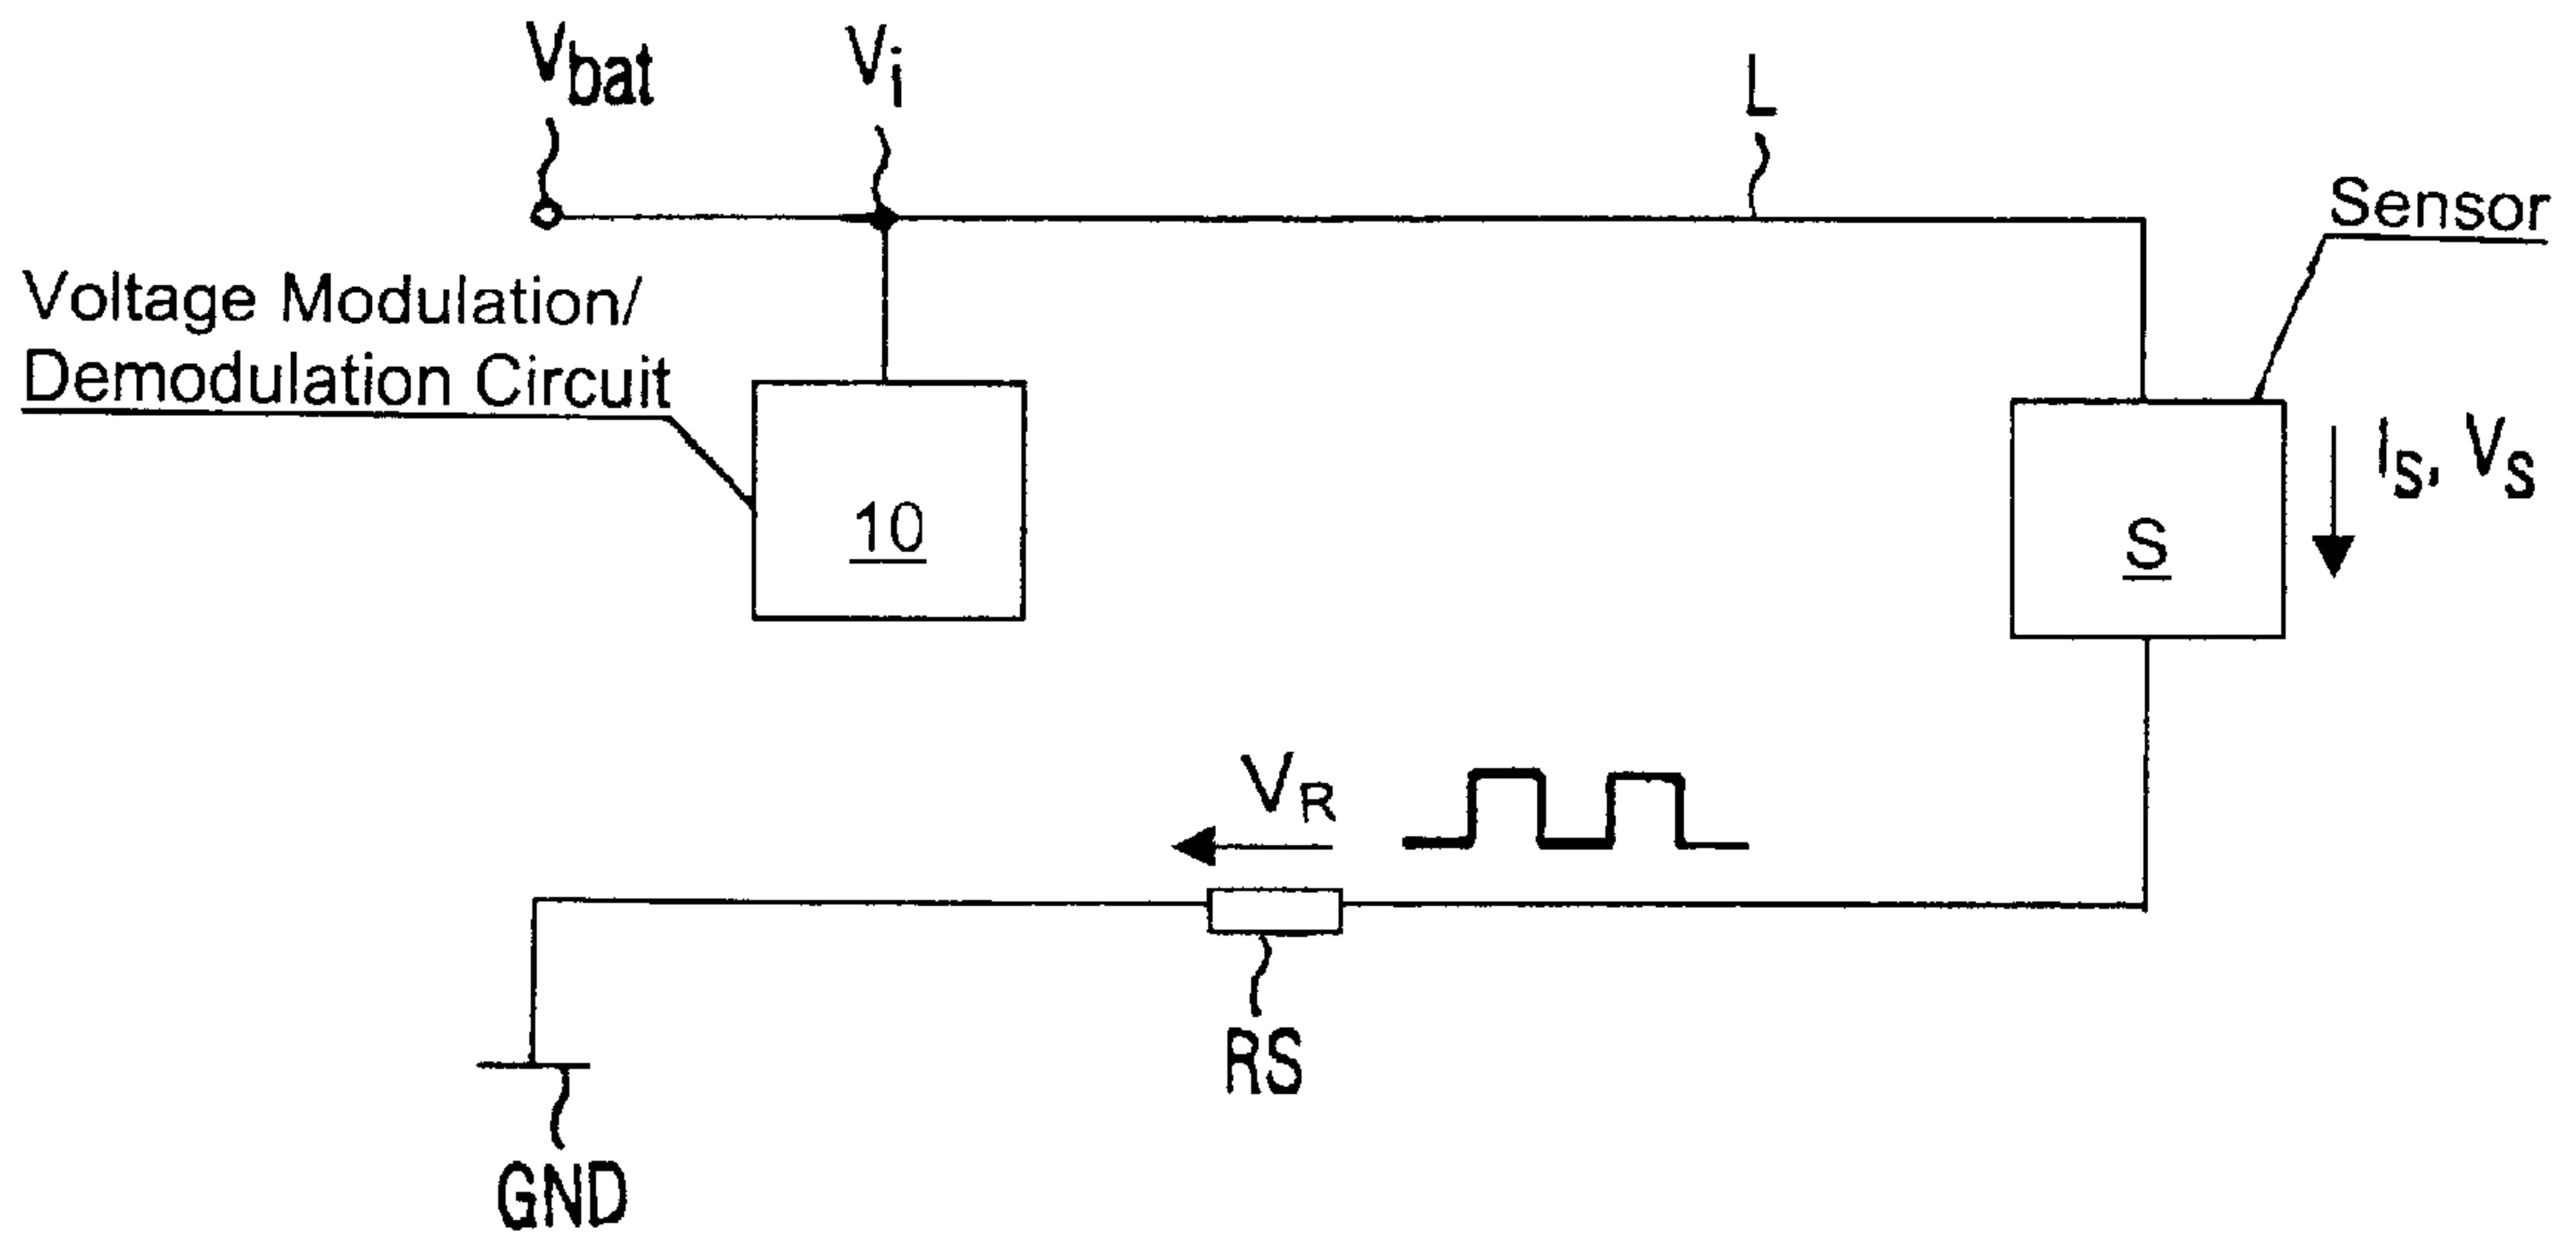 Vbat
Vi
L
Sensor
Voltage Modulation/
Demodulation Circuit
10
IS, VS
S
VR
RS
GND